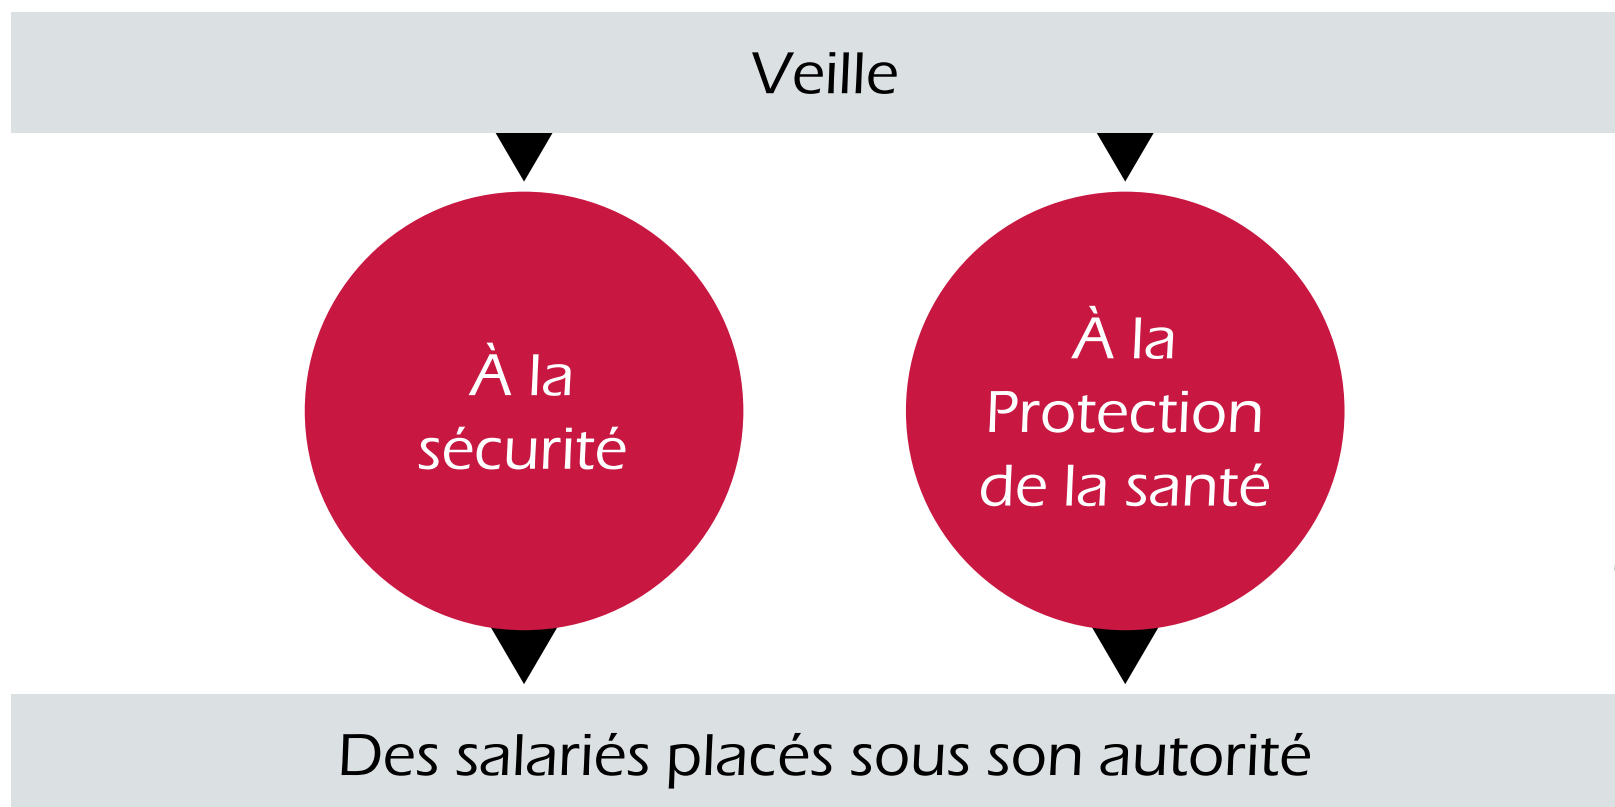 Veille
À la
sécurité
À la
Protection
de la santé
Des salariés placés sous son autorité